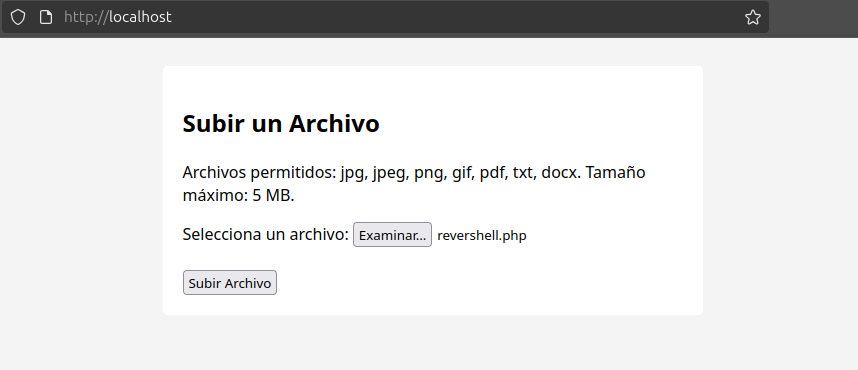 http://localhost
Subir un Archivo
Archivos permitidos: jpg, jpeg, png, gif, pdf, txt, docx. Tamaño
máximo: 5 MB.
Selecciona un archivo: Examinar... revershell.php
Subir Archivo